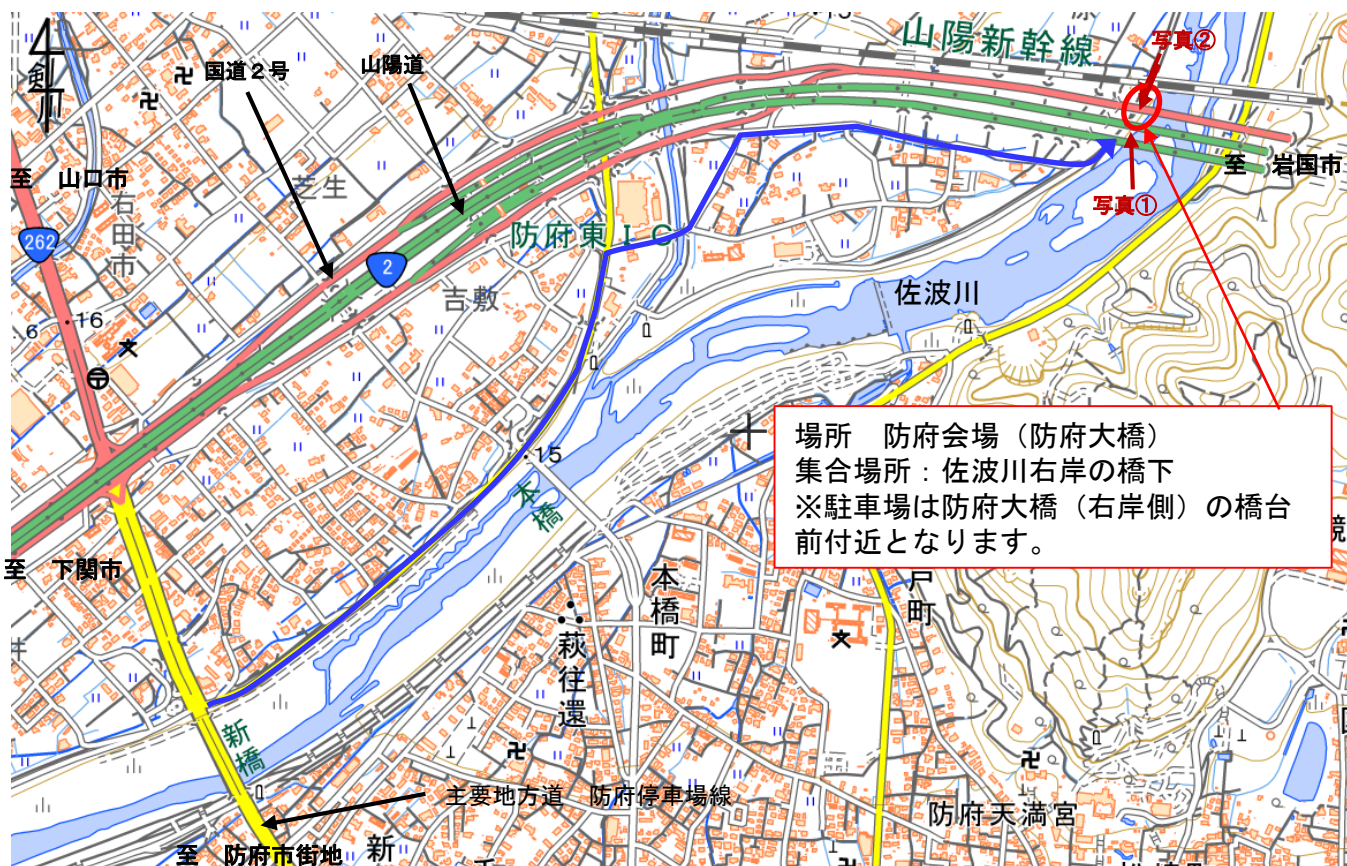 山陽新幹線
写真②
剣川
国道２号
山陽道
至　山口市
右田市
芝生
至　岩国市
写真①
262
防府東ＩＣ
2
吉敷
佐波川
6
・16
場所　防府会場（防府大橋）
集合場所：佐波川右岸の橋下
※駐車場は防府大橋（右岸側）の橋台
前付近となります。
・15
本橋
至　下関市
本橋町
戸町
萩往還
新橋
主要地方道　防府停車場線
防府天満宮
至　防府市街地
新